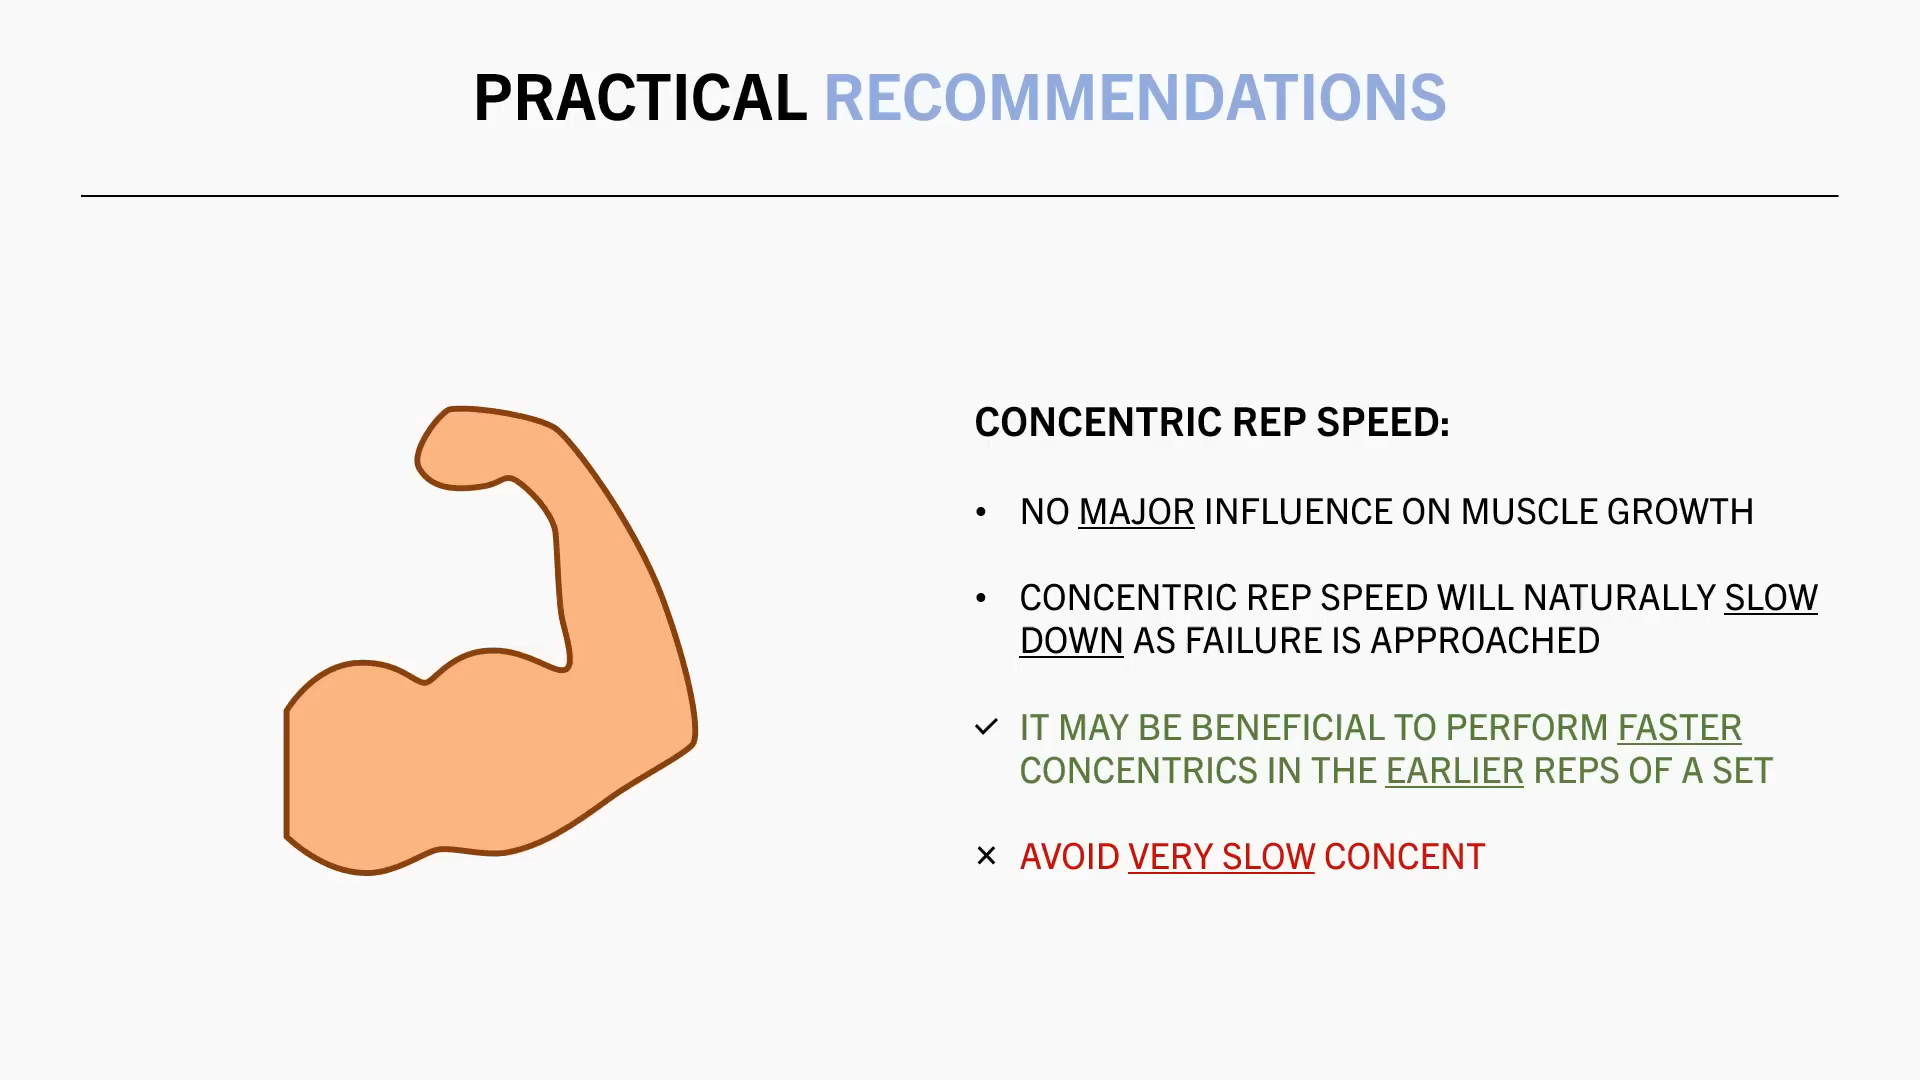 PRACTICAL RECOMMENDATIONS
CONCENTRIC REP SPEED:
• NO MAJOR INFLUENCE ON MUSCLE GROWTH
• CONCENTRIC REP SPEED WILL NATURALLY SLOW
DOWN AS FAILURE IS APPROACHED
✓ IT MAY BE BENEFICIAL TO PERFORM FASTER
CONCENTRICS IN THE EARLIER REPS OF A SET
× AVOID VERY SLOW CONCENT